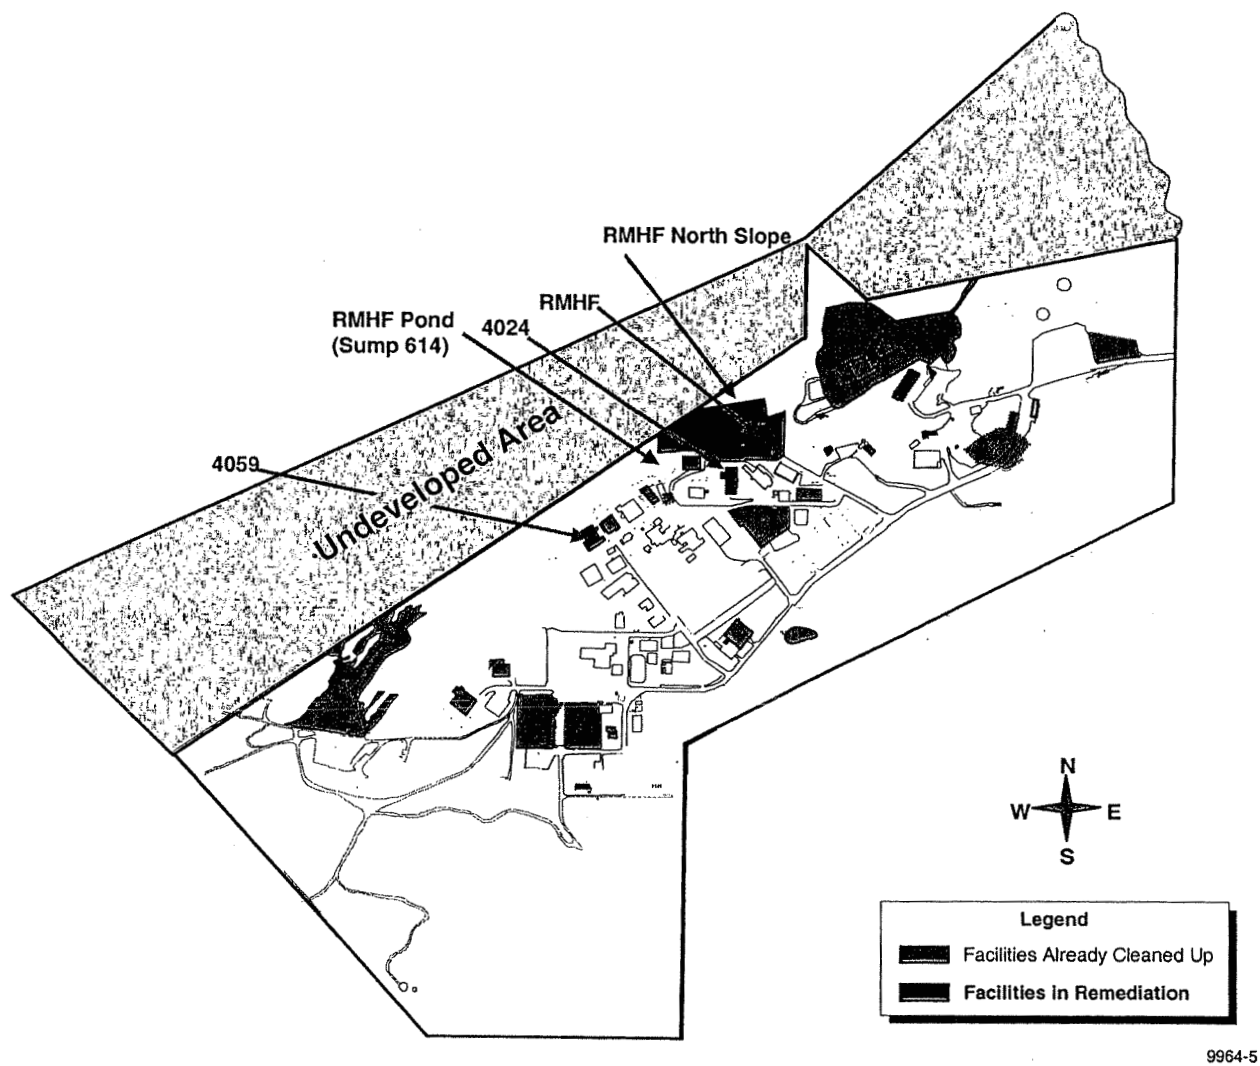 RMHF North Slope
RMHF
RMHF Pond
(Sump 614)
4024
4059
Undeveloped Area
N
W
E
S
Legend
Facilities Already Cleaned Up
Facilities in Remediation
9964-5